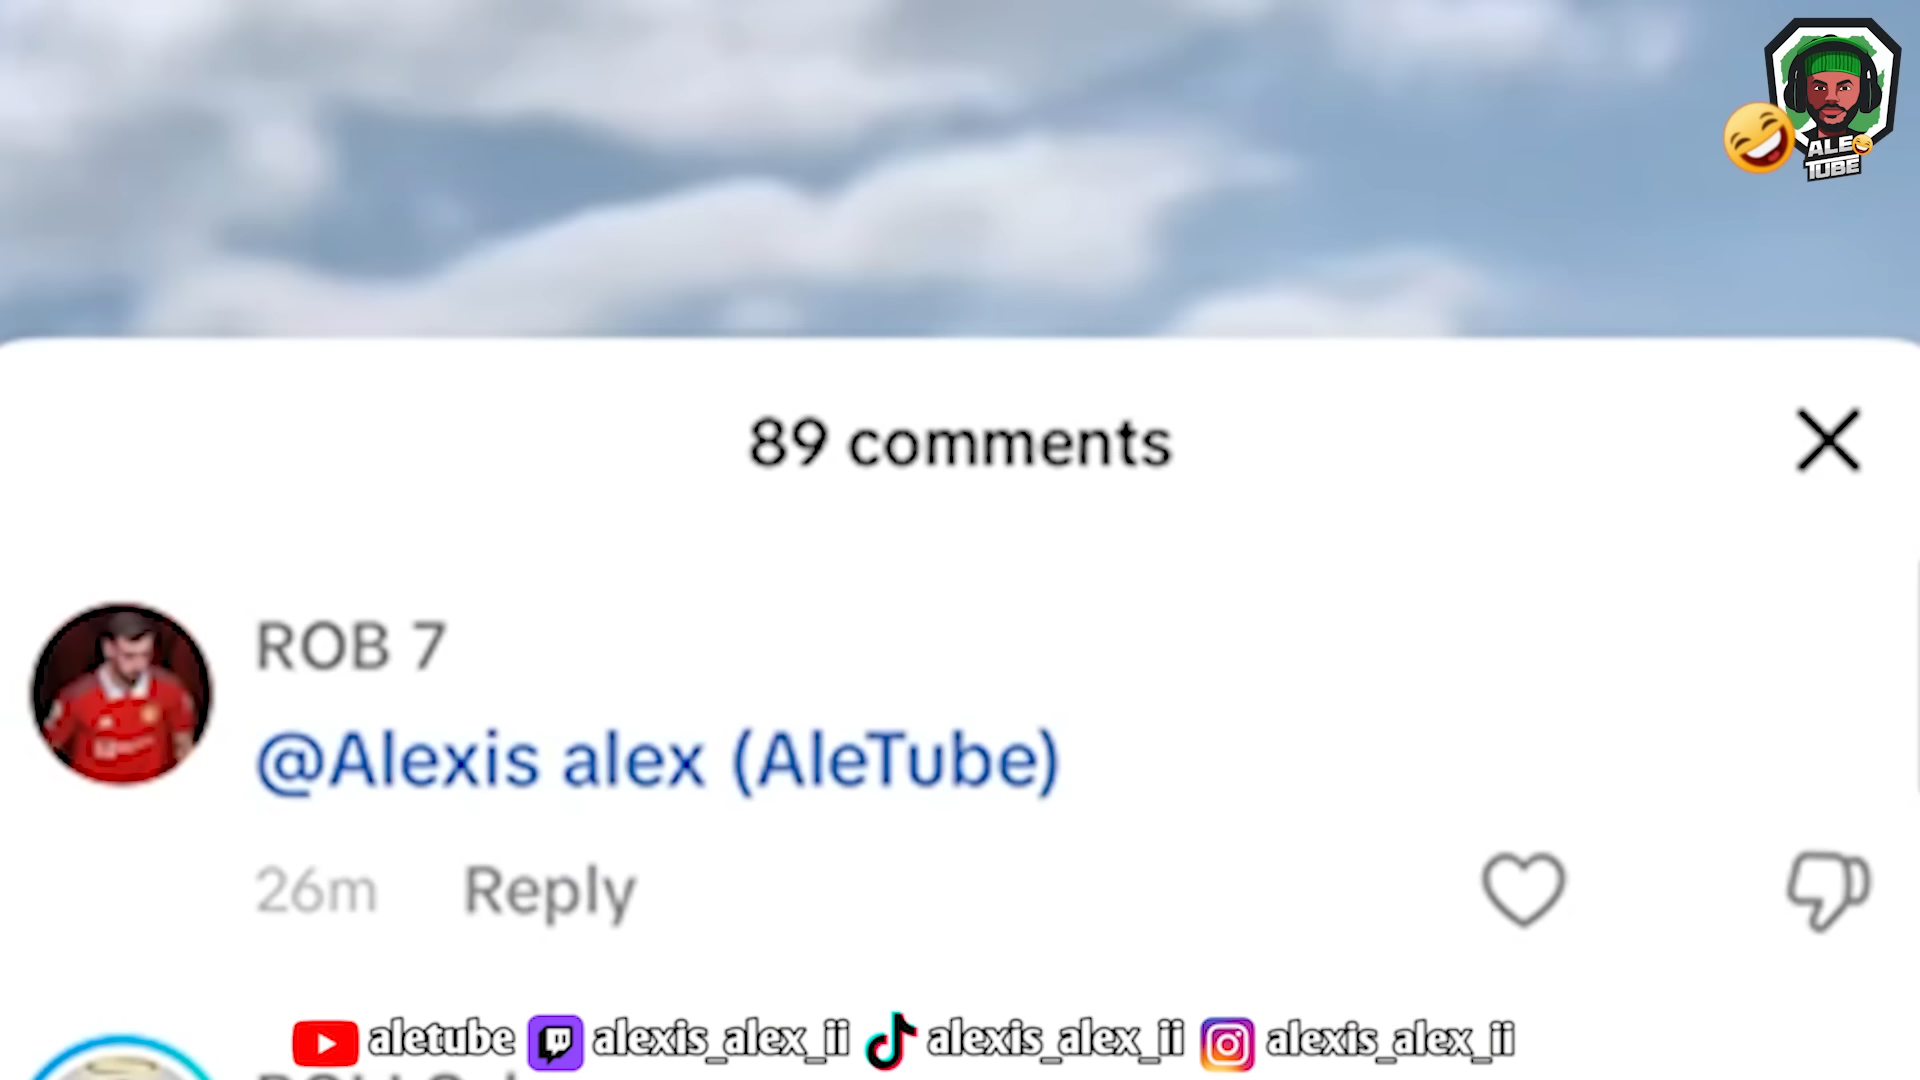 ALE
TUBE
89 comments
ROB 7
@Alexis alex (AleTube)
26m Reply
aletube alexis_alex_ii alexis_alex_ii alexis_alex_ii